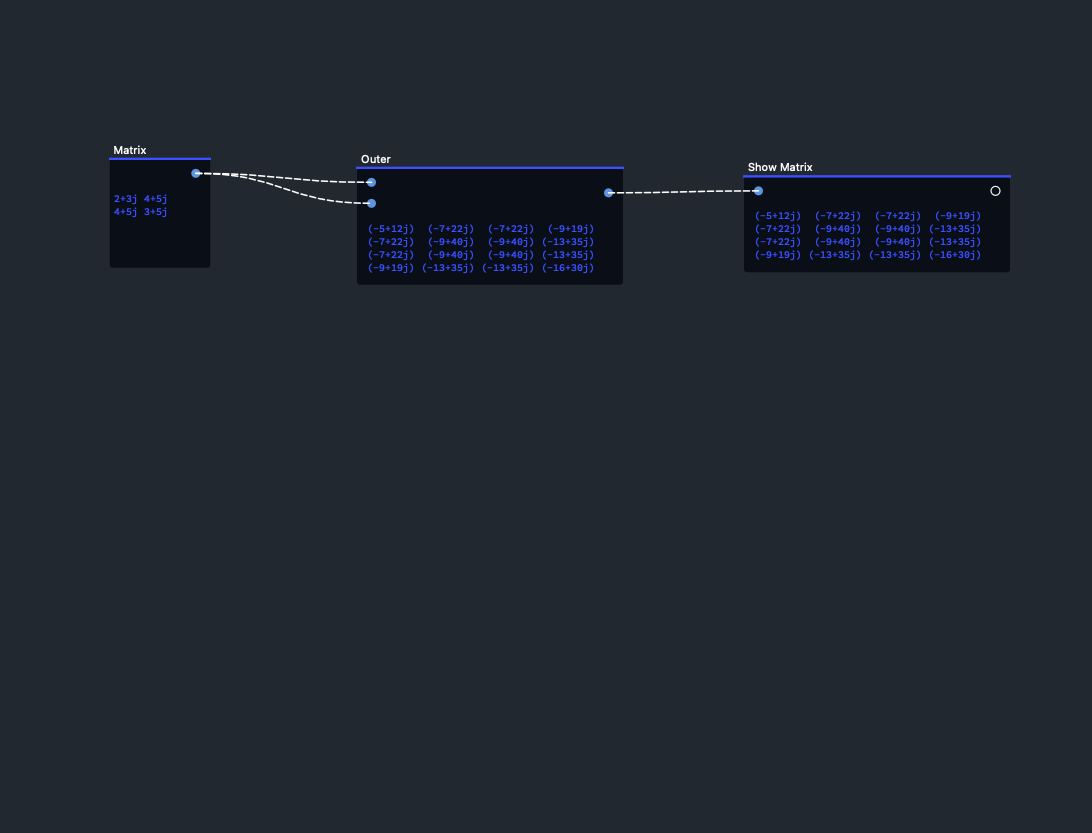 Matrix
2+3j 4+5j
4+5j 3+5j
Outer
(-5+12j)  (-7+22j)  (-7+22j)  (-9+19j)
(-7+22j)  (-9+40j)  (-9+40j) (-13+35j)
(-7+22j)  (-9+40j)  (-9+40j) (-13+35j)
(-9+19j) (-13+35j) (-13+35j) (-16+30j)
Show Matrix
(-5+12j)  (-7+22j)  (-7+22j)  (-9+19j)
(-7+22j)  (-9+40j)  (-9+40j) (-13+35j)
(-7+22j)  (-9+40j)  (-9+40j) (-13+35j)
(-9+19j) (-13+35j) (-13+35j) (-16+30j)